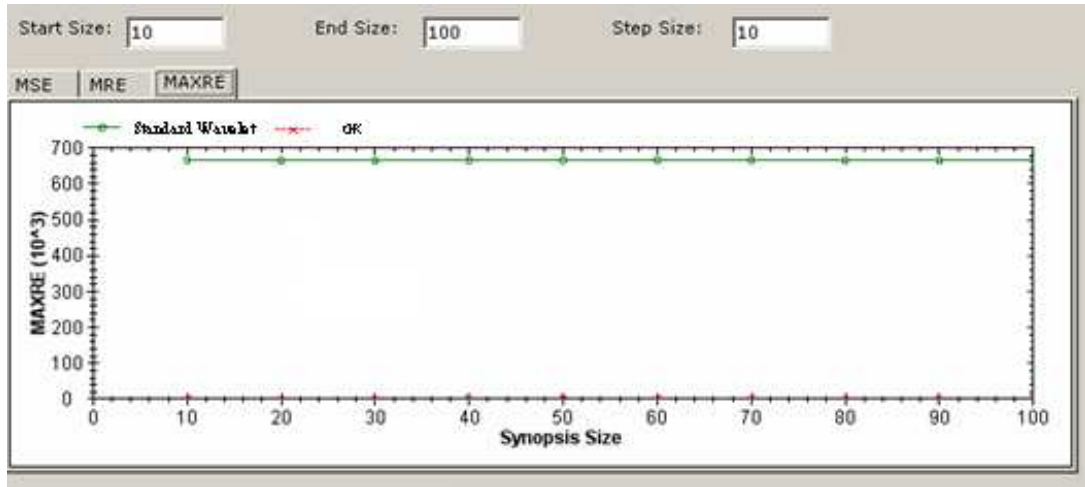 Start Size: 10 End Size: 100 Step Size: 10
MSE MRE MAXRE
Standard Wavelet GK
700
600
500
400
300
200
100
0
MAXRE (10^3)
0 10 20 30 40 50 60 70 80 90 100
Synopsis Size